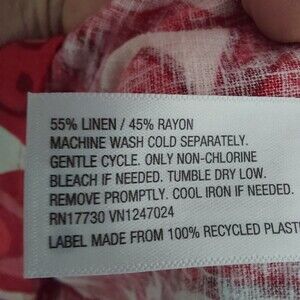 55% LINEN / 45% RAYON
MACHINE WASH COLD SEPARATELY.
GENTLE CYCLE. ONLY NON-CHLORINE
BLEACH IF NEEDED. TUMBLE DRY LOW.
REMOVE PROMPTLY. COOL IRON IF NEEDED.
RN17730 VN1247024
LABEL MADE FROM 100% RECYCLED PLAST